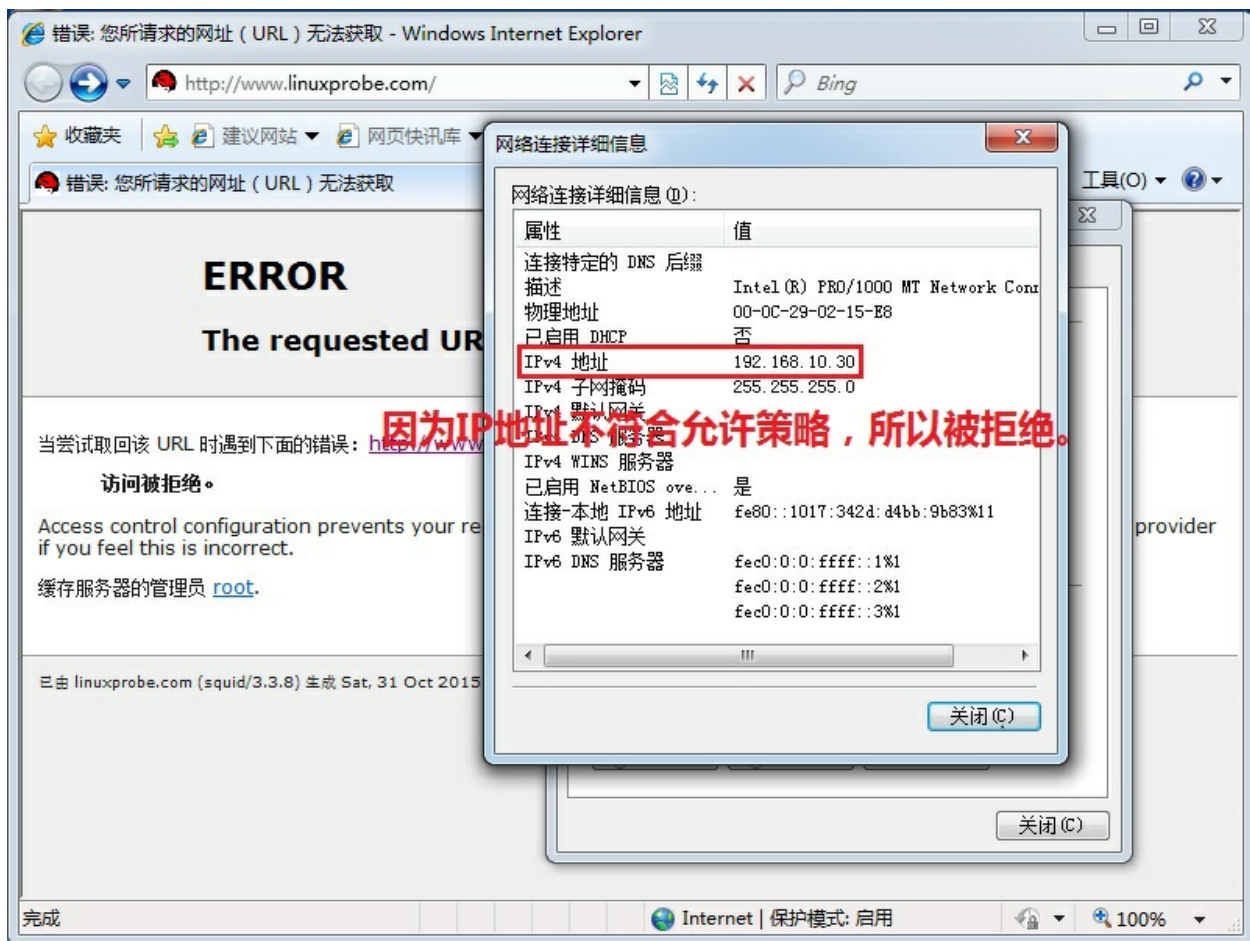 错误: 您所请求的网址 ( URL ) 无法获取 - Windows Internet Explorer
http://www.linuxprobe.com/
Bing
收藏夹 建议网站 网页快讯库
错误: 您所请求的网址 ( URL ) 无法获取
工具(O)
ERROR
The requested UR
当尝试取回该 URL 时遇到下面的错误: http://www
访问被拒绝。
Access control configuration prevents your re
provider
if you feel this is incorrect.
缓存服务器的管理员 root.
已由 linuxprobe.com (squid/3.3.8) 生成 Sat, 31 Oct 2015
网络连接详细信息
网络连接详细信息(D):
属性 值
连接特定的 DNS 后缀
描述 Intel(R) PRO/1000 MT Network Conn
物理地址 00-0C-29-02-15-E8
已启用 DHCP 否
IPv4 地址 192.168.10.30
IPv4 子网掩码 255.255.255.0
IPv4 默认网关
因为IP地址不符合允许策略，所以被拒绝。
IPv4 DNS 服务器
IPv4 WINS 服务器
已启用 NetBIOS ove... 是
连接-本地 IPv6 地址 fe80::1017:342d:d4bb:9b83%11
IPv6 默认网关
IPv6 DNS 服务器 fec0:0:0:ffff::1%1
fec0:0:0:ffff::2%1
fec0:0:0:ffff::3%1
关闭(C)
关闭(C)
完成
Internet | 保护模式: 启用
100%